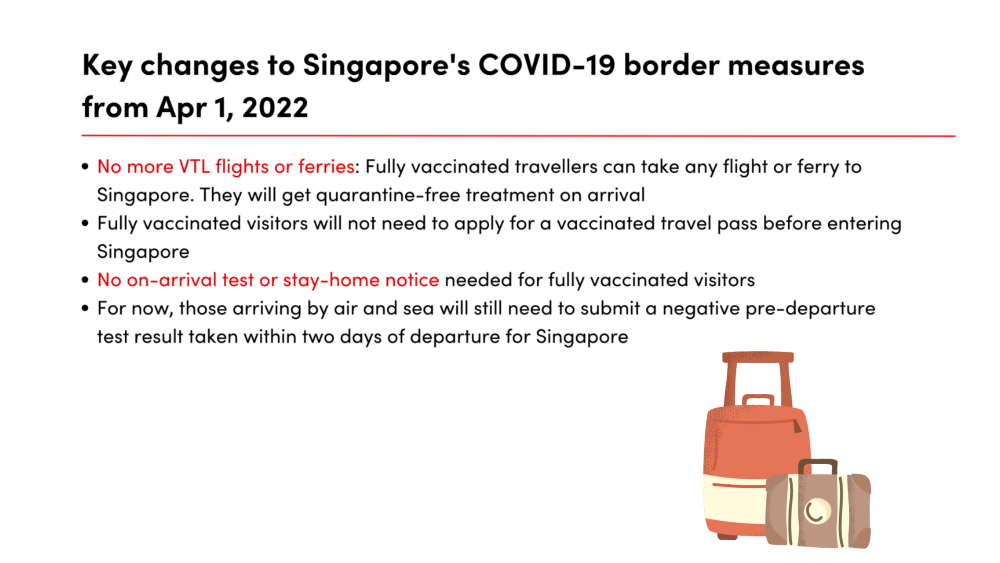 Key changes to Singapore's COVID-19 border measures
from Apr 1, 2022
• No more VTL flights or ferries: Fully vaccinated travellers can take any flight or ferry to
Singapore. They will get quarantine-free treatment on arrival
• Fully vaccinated visitors will not need to apply for a vaccinated travel pass before entering
Singapore
• No on-arrival test or stay-home notice needed for fully vaccinated visitors
• For now, those arriving by air and sea will still need to submit a negative pre-departure
test result taken within two days of departure for Singapore